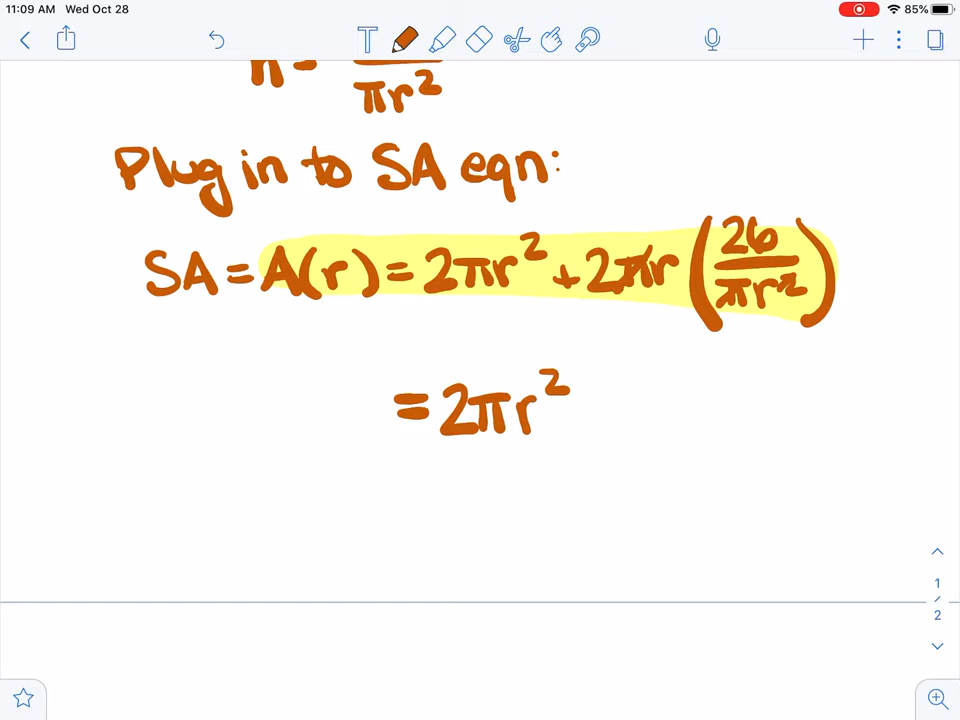 11:09 AM Wed Oct 28 85%
T
h = πr²
Plug in to SA eqn:
SA = A(r) = 2πr² + 2πr (26/πr²)
= 2πr²
1
/
2